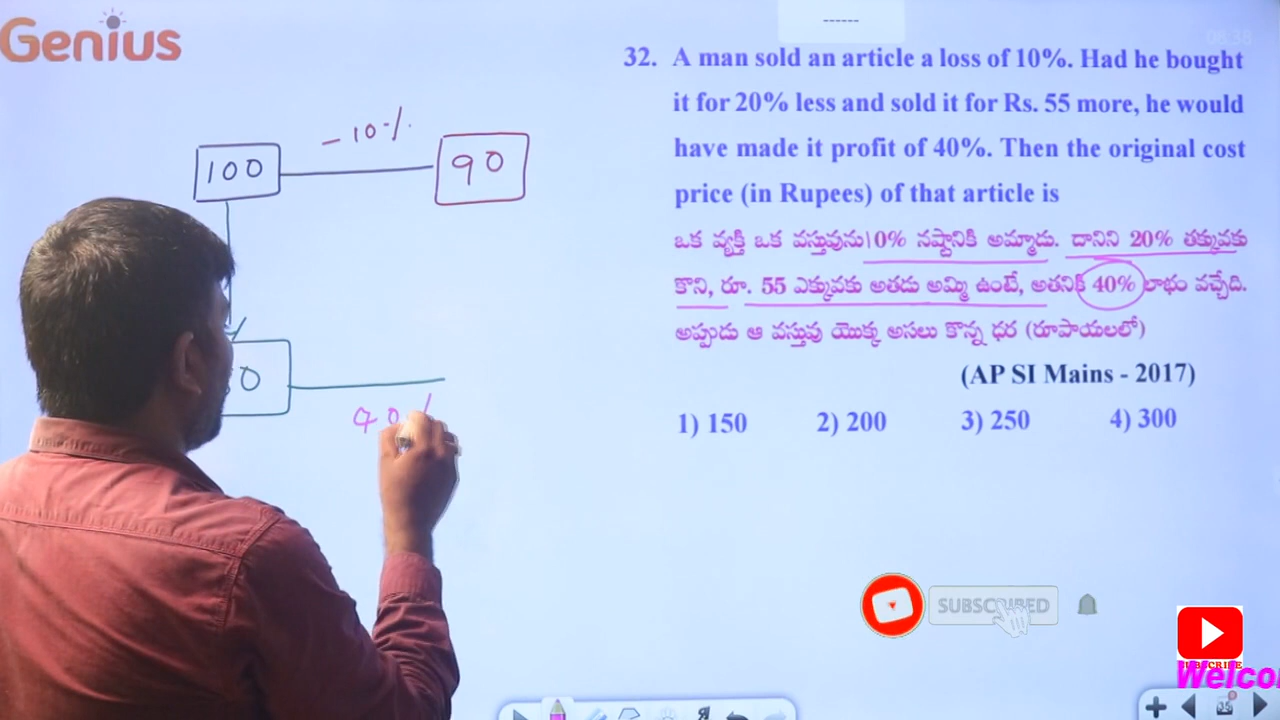 Genius
------
32. A man sold an article a loss of 10%. Had he bought
it for 20% less and sold it for Rs. 55 more, he would
have made it profit of 40%. Then the original cost
price (in Rupees) of that article is
ఒక వ్యక్తి ఒక వస్తువును10% నష్టానికి అమ్మాడు. దానిని 20% తక్కువకు
కొని, రూ. 55 ఎక్కువకు అతడు అమ్మి ఉంటే, అతనికి 40% లాభం వచ్చేది.
అప్పుడు ఆ వస్తువు యొక్క అసలు కొన్న ధర (రూపాయలలో)
(AP SI Mains - 2017)
1) 150 2) 200 3) 250 4) 300
- 10%
100 90
0
40%
SUBSCRIBED
SUBSCRIBE
Welco